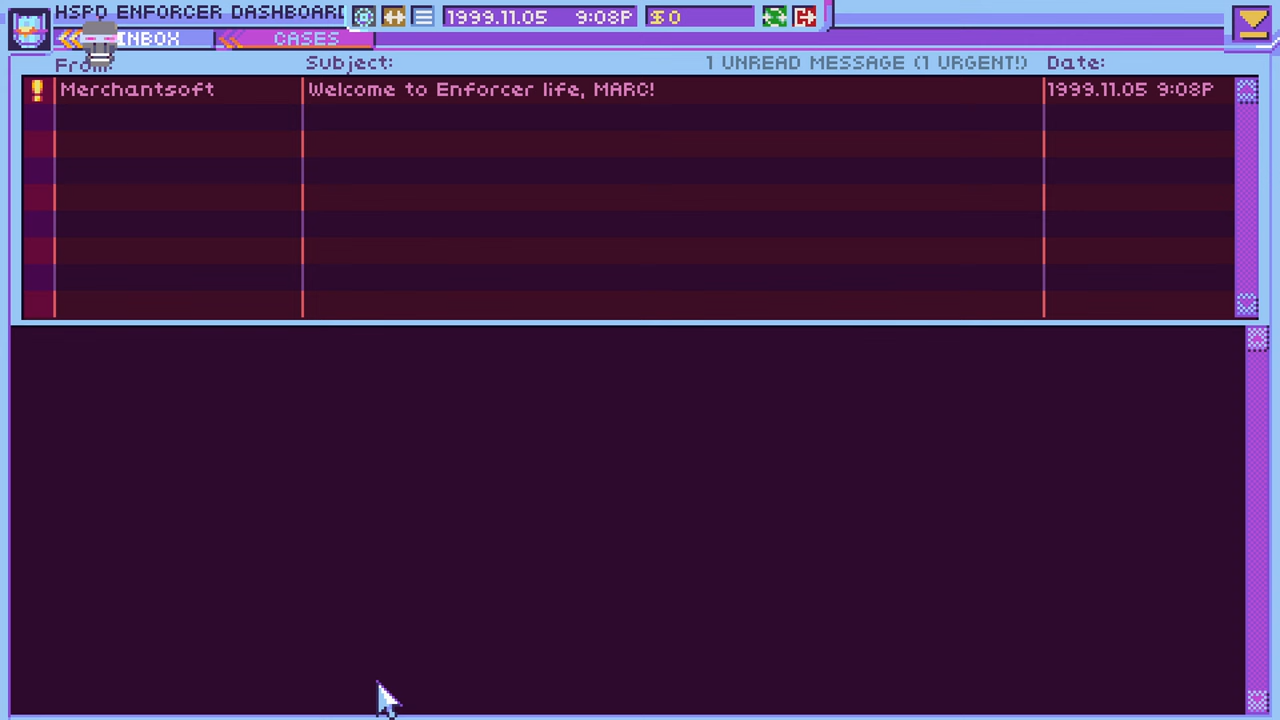 HSPD ENFORCER DASHBOARD
1999.11.05 9:08P
0
INBOX
CASES
From:
Subject:
1 UNREAD MESSAGE (1 URGENT!)
Date:
Merchantsoft
Welcome to Enforcer life, MARC!
1999.11.05 9:08P